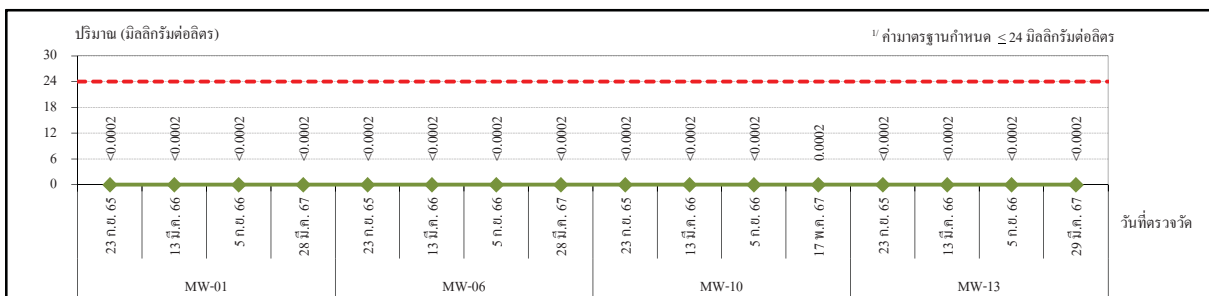 ปริมาณ (มิลลิกรัมต่อลิตร)
1/ ค่ามาตรฐานกำหนด ≤ 24 มิลลิกรัมต่อลิตร
30
24
18
12
6
0
<0.0002 <0.0002 <0.0002 <0.0002 <0.0002 <0.0002 <0.0002 <0.0002 <0.0002 <0.0002 <0.0002 0.0002 <0.0002 <0.0002 <0.0002 <0.0002
23 ก.ย. 65 13 มี.ค. 66 5 ก.ย. 66 28 มี.ค. 67 23 ก.ย. 65 13 มี.ค. 66 5 ก.ย. 66 28 มี.ค. 67 23 ก.ย. 65 13 มี.ค. 66 5 ก.ย. 66 17 พ.ค. 67 23 ก.ย. 65 13 มี.ค. 66 5 ก.ย. 66 29 มี.ค. 67
วันที่ตรวจวัด
MW-01 MW-06 MW-10 MW-13